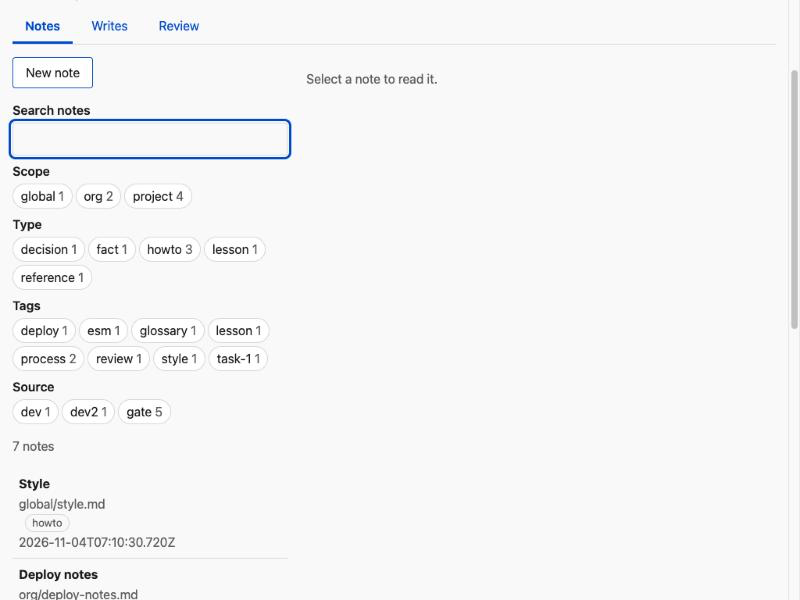 Notes Writes Review
New note
Select a note to read it.
Search notes
Scope
global 1 org 2 project 4
Type
decision 1 fact 1 howto 3 lesson 1
reference 1
Tags
deploy 1 esm 1 glossary 1 lesson 1
process 2 review 1 style 1 task-1 1
Source
dev 1 dev2 1 gate 5
7 notes
Style
global/style.md
howto
2026-11-04T07:10:30.720Z
Deploy notes
org/deploy-notes.md